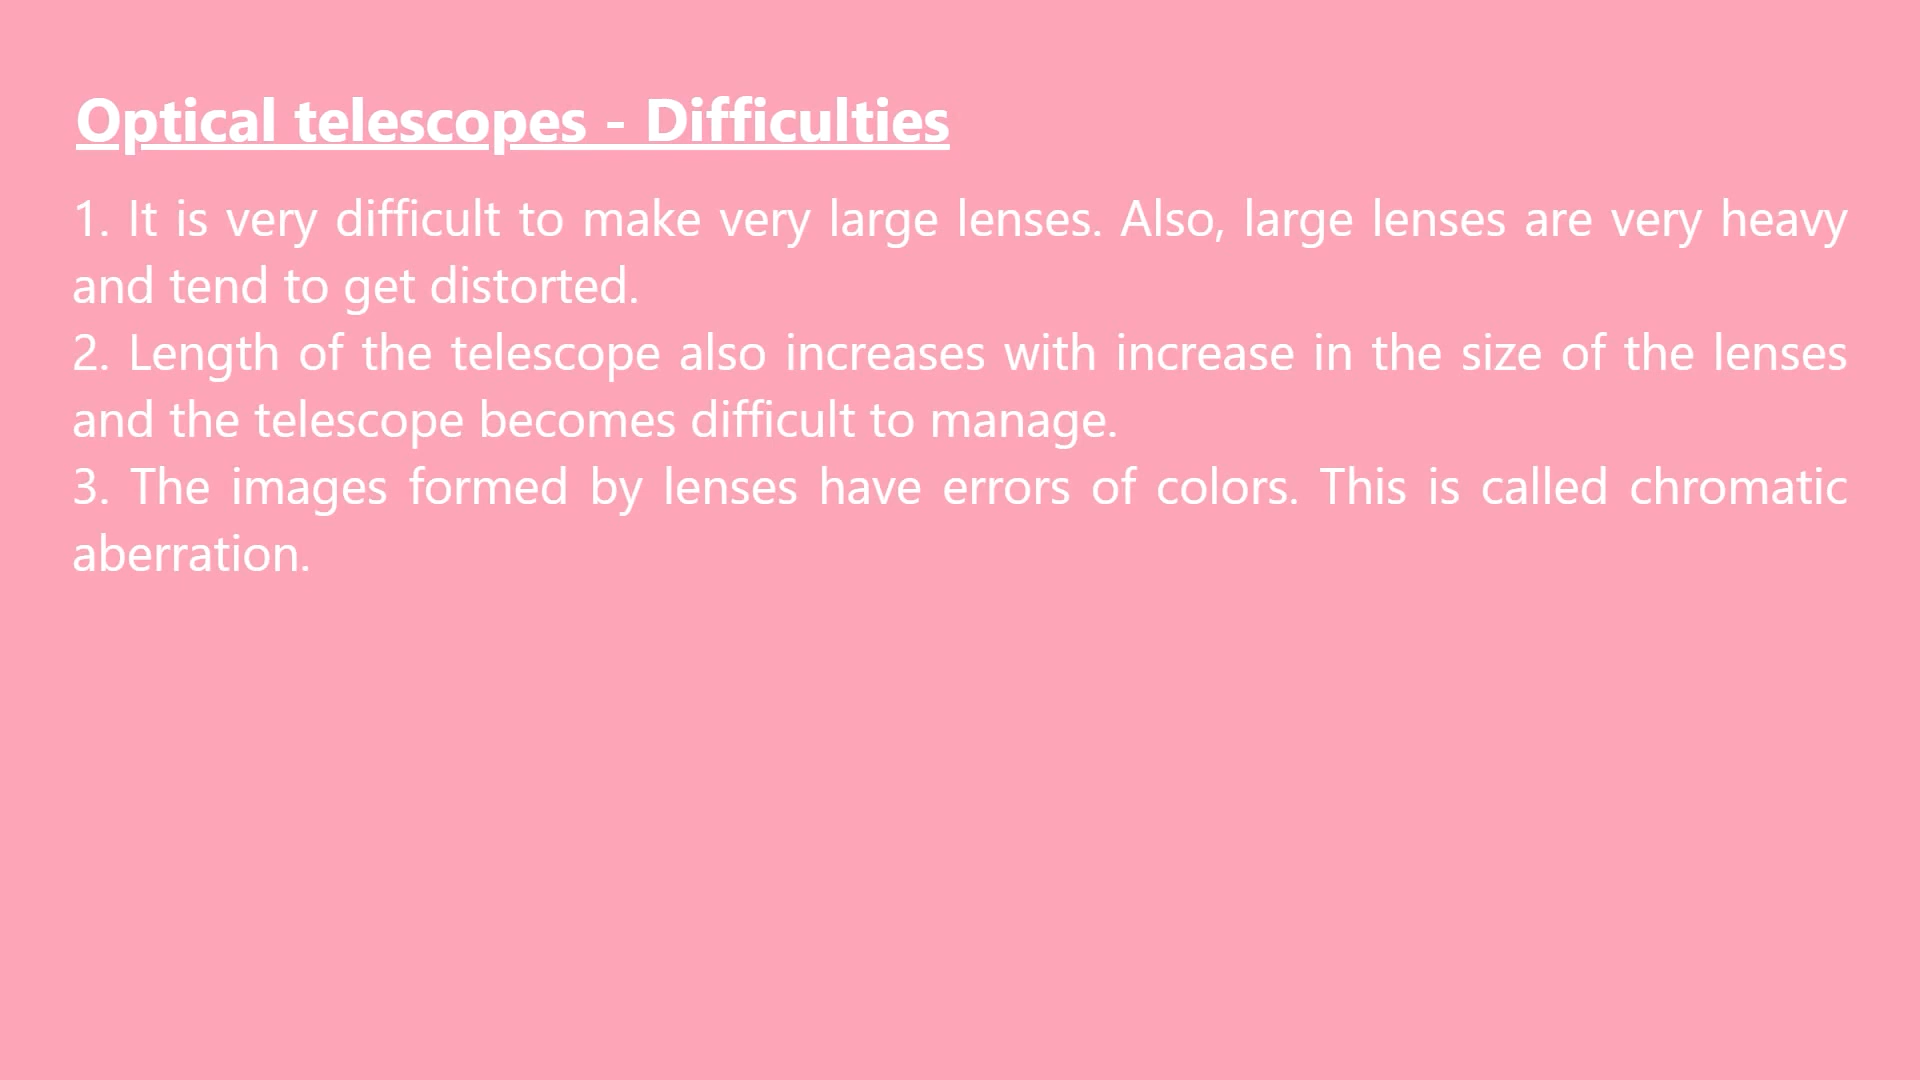 Optical telescopes - Difficulties
1. It is very difficult to make very large lenses. Also, large lenses are very heavy
and tend to get distorted.
2. Length of the telescope also increases with increase in the size of the lenses
and the telescope becomes difficult to manage.
3. The images formed by lenses have errors of colors. This is called chromatic
aberration.